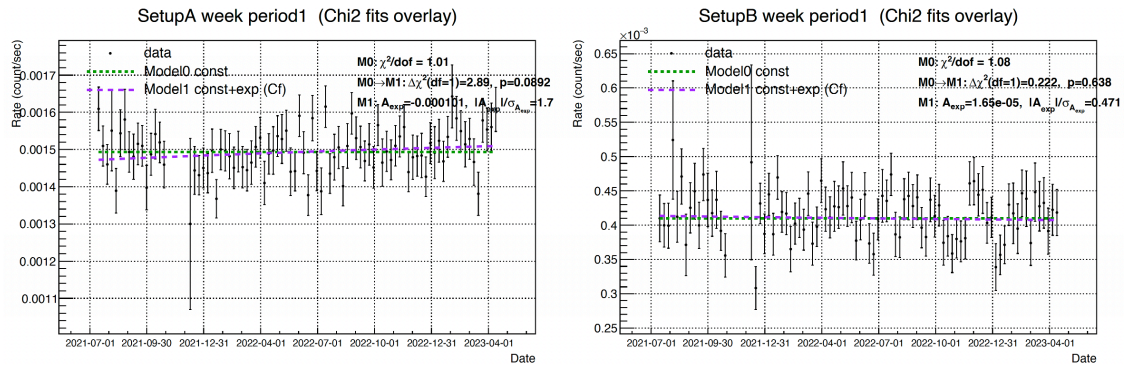 SetupA week period1 (Chi2 fits overlay)
Rate (count/sec)
data
Model0 const
Model1 const+exp (Cf)
M0: χ²/dof = 1.01
M0→M1: Δχ²(df=1)=2.89, p=0.0892
M1: A_exp=-0.000101, |A_exp|/σ_A_exp=1.7
0.0017
0.0016
0.0015
0.0014
0.0013
0.0012
0.0011
2021-07-01 2021-09-30 2021-12-31 2022-04-01 2022-07-01 2022-10-01 2022-12-31 2023-04-01
Date
SetupB week period1 (Chi2 fits overlay)
×10⁻³
Rate (count/sec)
data
Model0 const
Model1 const+exp (Cf)
M0: χ²/dof = 1.08
M0→M1: Δχ²(df=1)=0.222, p=0.638
M1: A_exp=1.65e-05, |A_exp|/σ_A_exp=0.471
0.65
0.6
0.55
0.5
0.45
0.4
0.35
0.3
0.25
2021-07-01 2021-09-30 2021-12-31 2022-04-01 2022-07-01 2022-10-01 2022-12-31 2023-04-01
Date